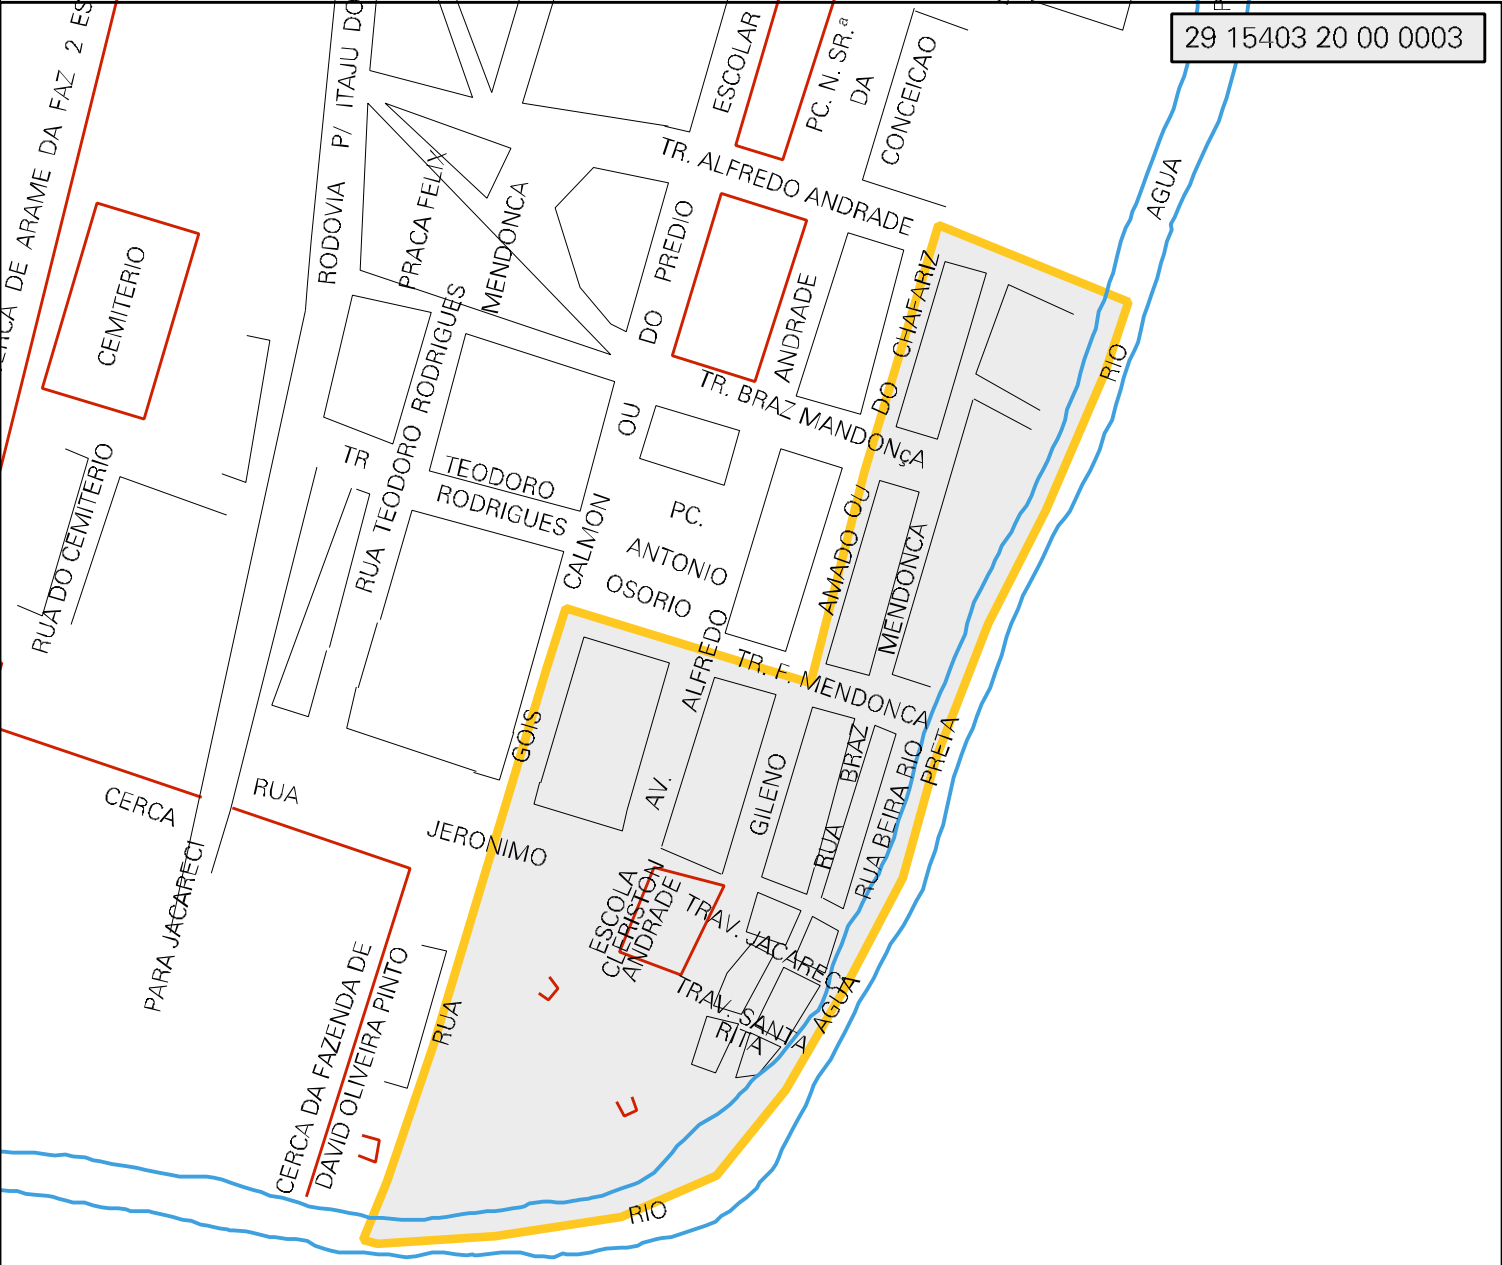 29 15403 20 00 0003
CERCA DE ARAME DA FAZ 2 ES
RODOVIA P/ ITAJU DO
ESCOLAR
PC. N. SR.ª
DA
CONCEICAO
TR. ALFREDO ANDRADE
AGUA
PRACA FELIX
MENDONCA
CEMITERIO
DO PREDIO
OU
CALMON
ANDRADE
DO CHAFARIZ
RIO
RUA TEODORO RODRIGUES
TR. BRAZ MANDONçA
TR
TEODORO
RODRIGUES
PC.
ANTONIO
OSORIO
AMADO OU
MENDONCA
RUA DO CEMITERIO
ALFREDO
TR. F. MENDONCA
GOIS
AV.
GILENO
BRAZ
RUA
RUA BEIRA RIO
PRETA
CERCA
RUA
JERONIMO
PARA JACARECI
ESCOLA
CLERISTON
ANDRADE
TRAV. JACARECI
TRAV. SANTA
RITA
AGUA
RUA
CERCA DA FAZENDA DE
DAVID OLIVEIRA PINTO
RIO